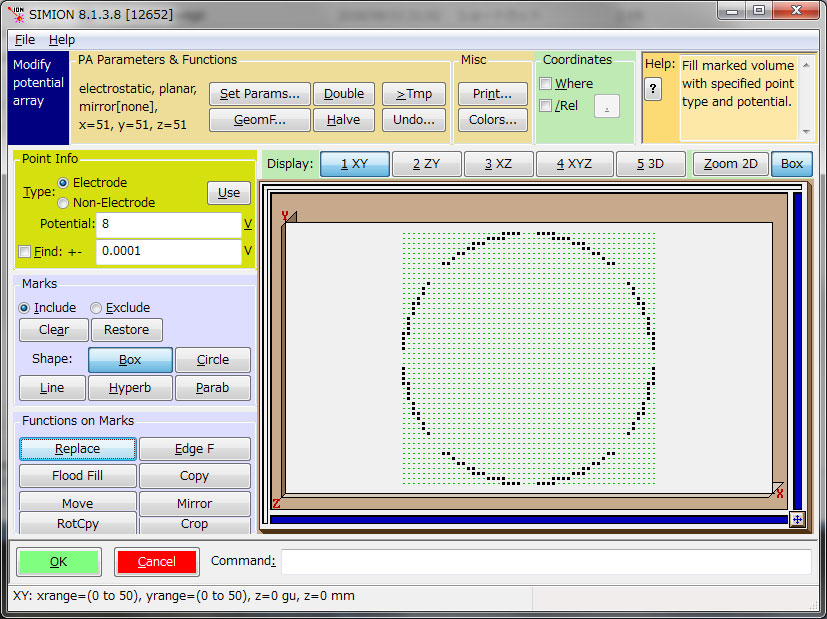 SIMION 8.1.3.8 [12652]
File Help
Modify
potential
array
PA Parameters & Functions
electrostatic, planar,
mirror[none],
x=51, y=51, z=51
Set Params... Double >Tmp
GeomF... Halve Undo...
Misc
Print...
Colors...
Coordinates
Where
/Rel .
Help:
?
Fill marked volume
with specified point
type and potential.
Point Info
Type: Electrode
Non-Electrode
Use
Potential: 8 V
Find: +- 0.0001 V
Display: 1 XY 2 ZY 3 XZ 4 XYZ 5 3D Zoom 2D Box
Marks
Include Exclude
Clear Restore
Shape: Box Circle
Line Hyperb Parab
Functions on Marks
Replace Edge F
Flood Fill Copy
Move Mirror
RotCpy Crop
Y
Z
X
OK Cancel Command:
XY: xrange=(0 to 50), yrange=(0 to 50), z=0 gu, z=0 mm